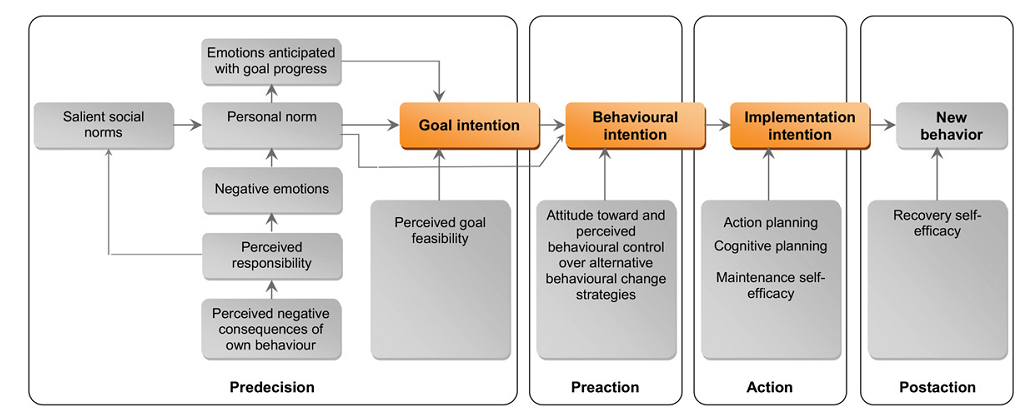 Emotions anticipated
with goal progress
Salient social
norms
Personal norm
Goal intention
Behavioural
intention
Implementation
intention
New
behavior
Negative emotions
Perceived
responsibility
Perceived negative
consequences of
own behaviour
Perceived goal
feasibility
Attitude toward and
perceived
behavioural control
over alternative
behavioural change
strategies
Action planning
Cognitive planning
Maintenance self-
efficacy
Recovery self-
efficacy
Predecision
Preaction
Action
Postaction